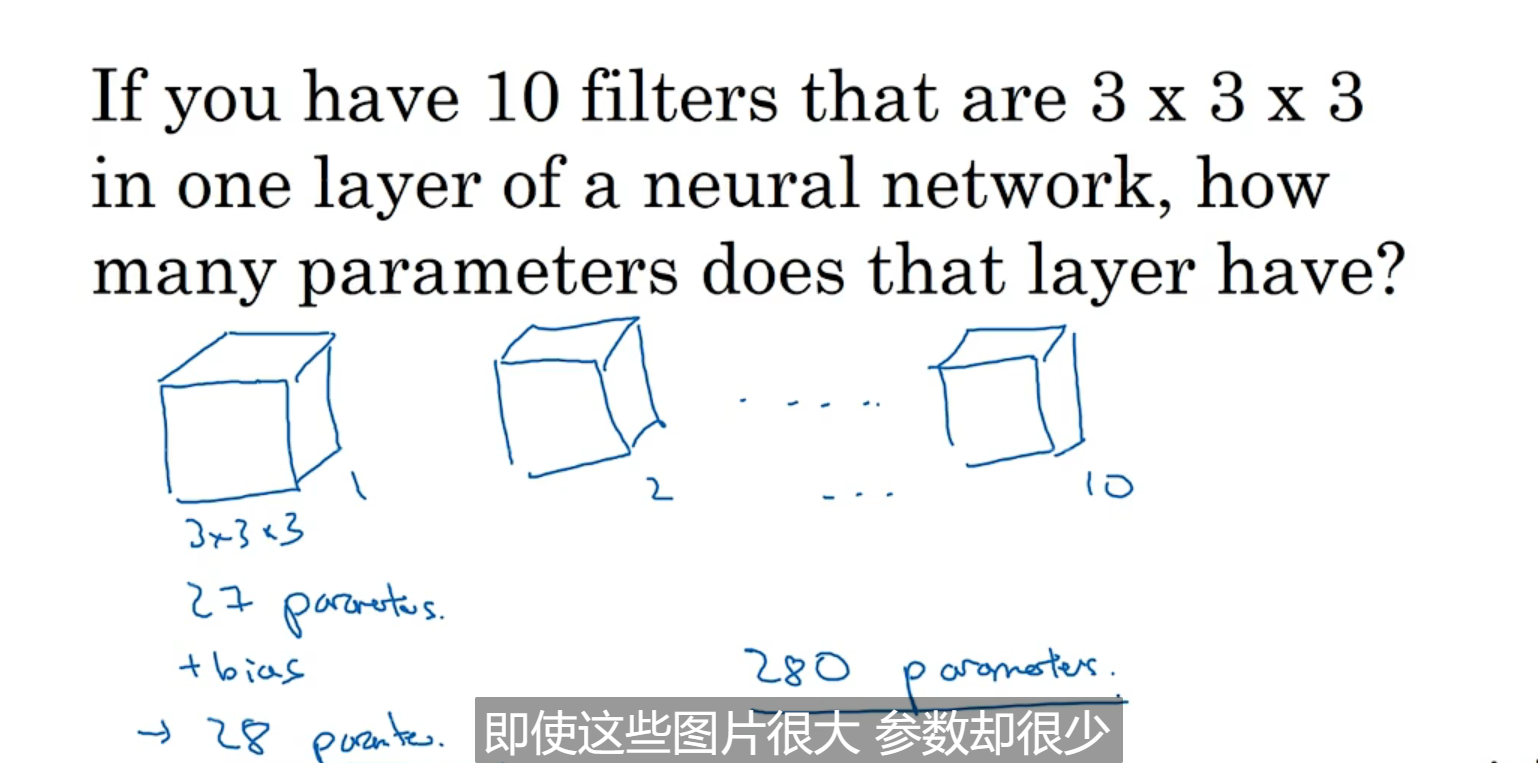 If you have 10 filters that are 3 x 3 x 3
in one layer of a neural network, how
many parameters does that layer have?
1
2
10
3x3x3
27 parameters.
+bias
280 parameters.
→ 28
即使这些图片很大 参数却很少